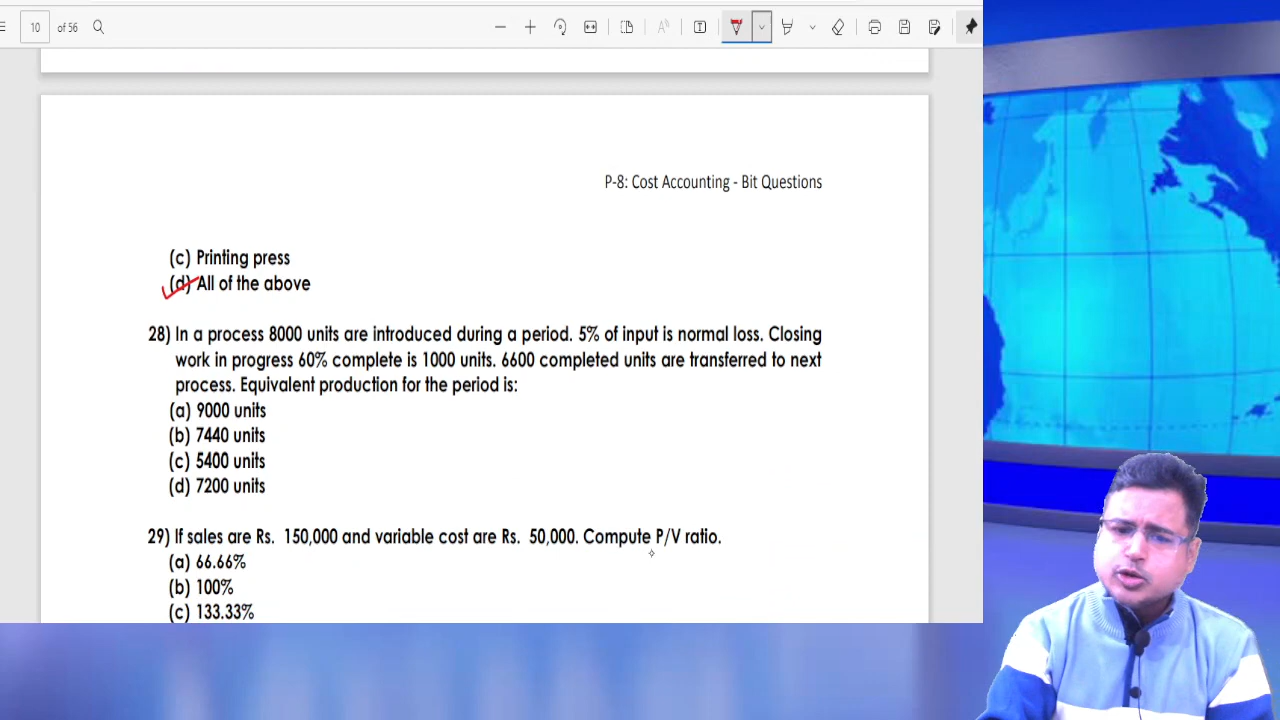 10 of 56
P-8: Cost Accounting - Bit Questions
(c) Printing press
(d) All of the above
28) In a process 8000 units are introduced during a period. 5% of input is normal loss. Closing
work in progress 60% complete is 1000 units. 6600 completed units are transferred to next
process. Equivalent production for the period is:
(a) 9000 units
(b) 7440 units
(c) 5400 units
(d) 7200 units
29) If sales are Rs. 150,000 and variable cost are Rs. 50,000. Compute P/V ratio.
(a) 66.66%
(b) 100%
(c) 133.33%